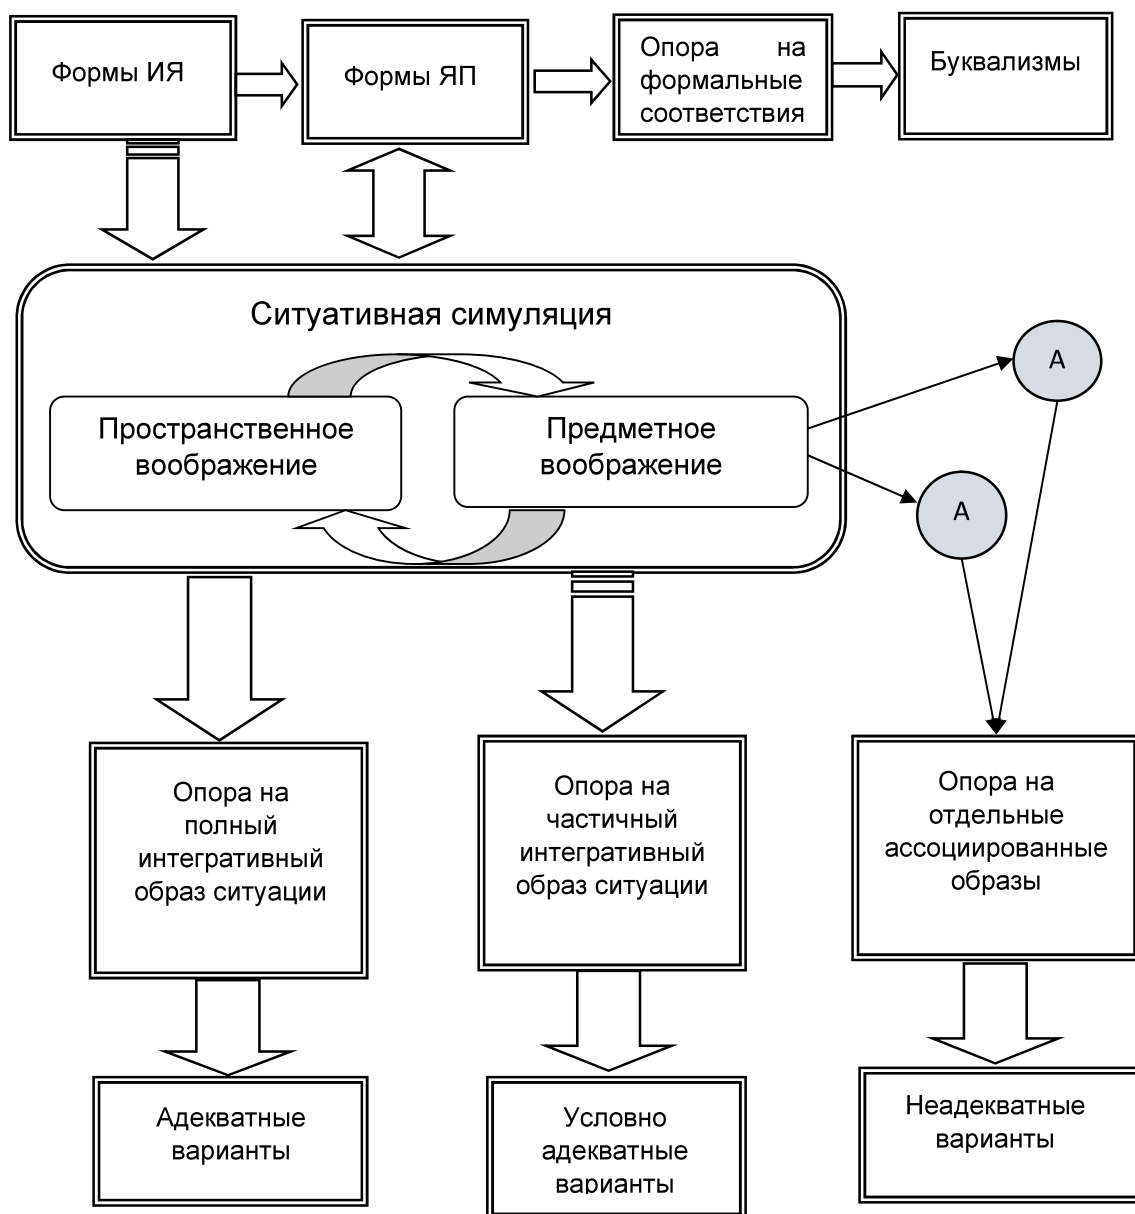 Формы ИЯ
Формы ЯП
Опора на
формальные
соответствия
Буквализмы
Ситуативная симуляция
Пространственное
воображение
Предметное
воображение
А
А
Опора на
полный
интегративный
образ ситуации
Опора на
частичный
интегративный
образ ситуации
Опора на
отдельные
ассоциированные
образы
Адекватные
варианты
Условно
адекватные
варианты
Неадекватные
варианты